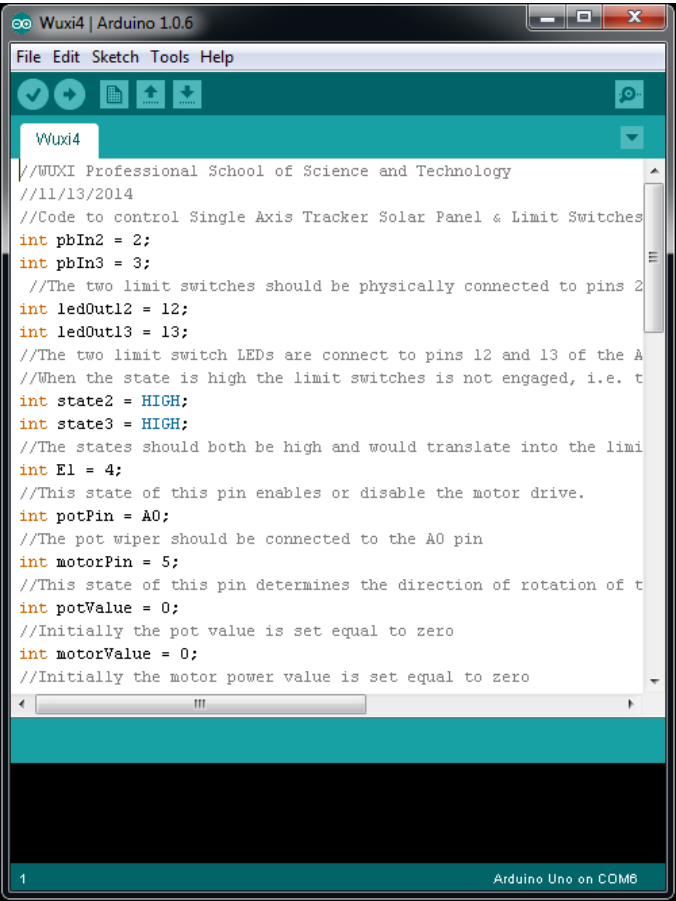 Wuxi4 | Arduino 1.0.6
File Edit Sketch Tools Help
Wuxi4
//WUXI Professional School of Science and Technology
//11/13/2014
//Code to control Single Axis Tracker Solar Panel & Limit Switches
int pbIn2 = 2;
int pbIn3 = 3;
//The two limit switches should be physically connected to pins 2
int ledOut12 = 12;
int ledOut13 = 13;
//The two limit switch LEDs are connect to pins 12 and 13 of the A
//When the state is high the limit switches is not engaged, i.e. t
int state2 = HIGH;
int state3 = HIGH;
//The states should both be high and would translate into the limi
int E1 = 4;
//This state of this pin enables or disable the motor drive.
int potPin = A0;
//The pot wiper should be connected to the A0 pin
int motorPin = 5;
//This state of this pin determines the direction of rotation of t
int potValue = 0;
//Initially the pot value is set equal to zero
int motorValue = 0;
//Initially the motor power value is set equal to zero
1
Arduino Uno on COM6